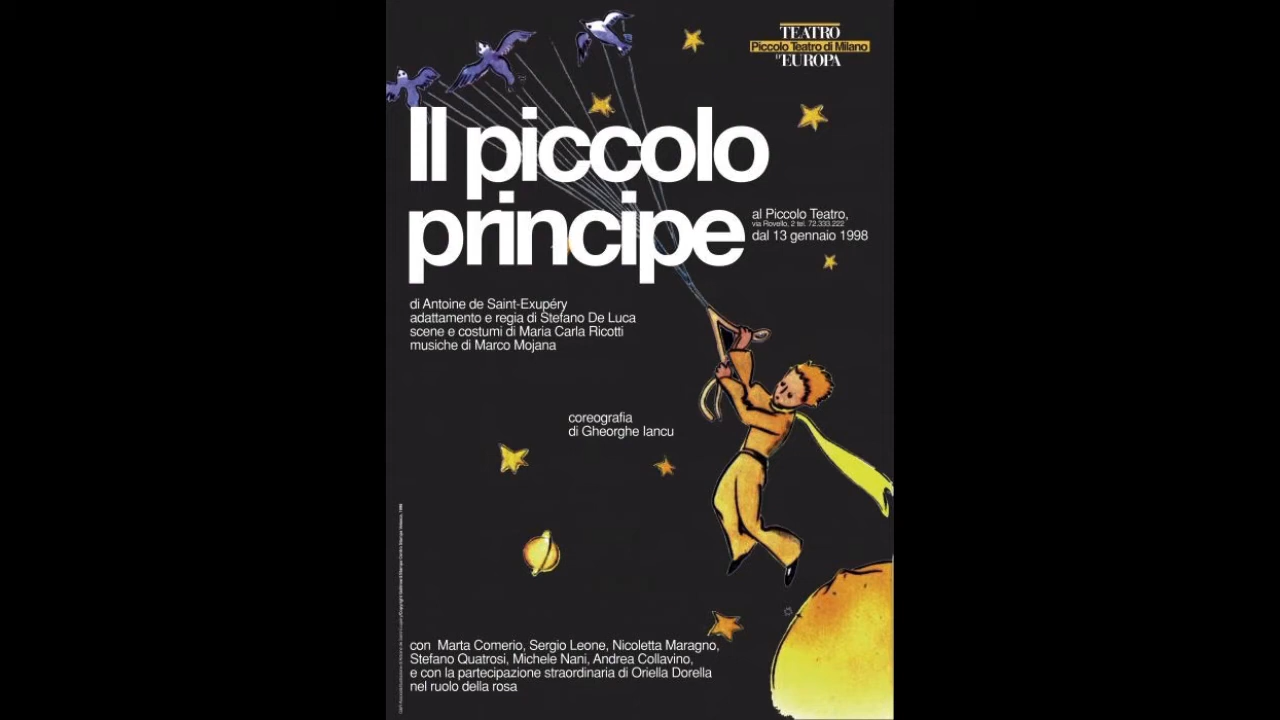 TEATRO
Piccolo Teatro di Milano
D'EUROPA
Il piccolo
principe
al Piccolo Teatro,
via Rovello, 2 tel. 72.333.222
dal 13 gennaio 1998
di Antoine de Saint-Exupéry
adattamento e regia di Stefano De Luca
scene e costumi di Maria Carla Ricotti
musiche di Marco Mojana
coreografia
di Gheorghe Iancu
con Marta Comerio, Sergio Leone, Nicoletta Maragno,
Stefano Quatrosi, Michele Nani, Andrea Collavino,
e con la partecipazione straordinaria di Oriella Dorella
nel ruolo della rosa